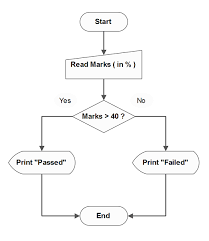 Start
Read Marks ( in % )
Yes
No
Marks > 40 ?
Print "Passed"
Print "Failed"
End